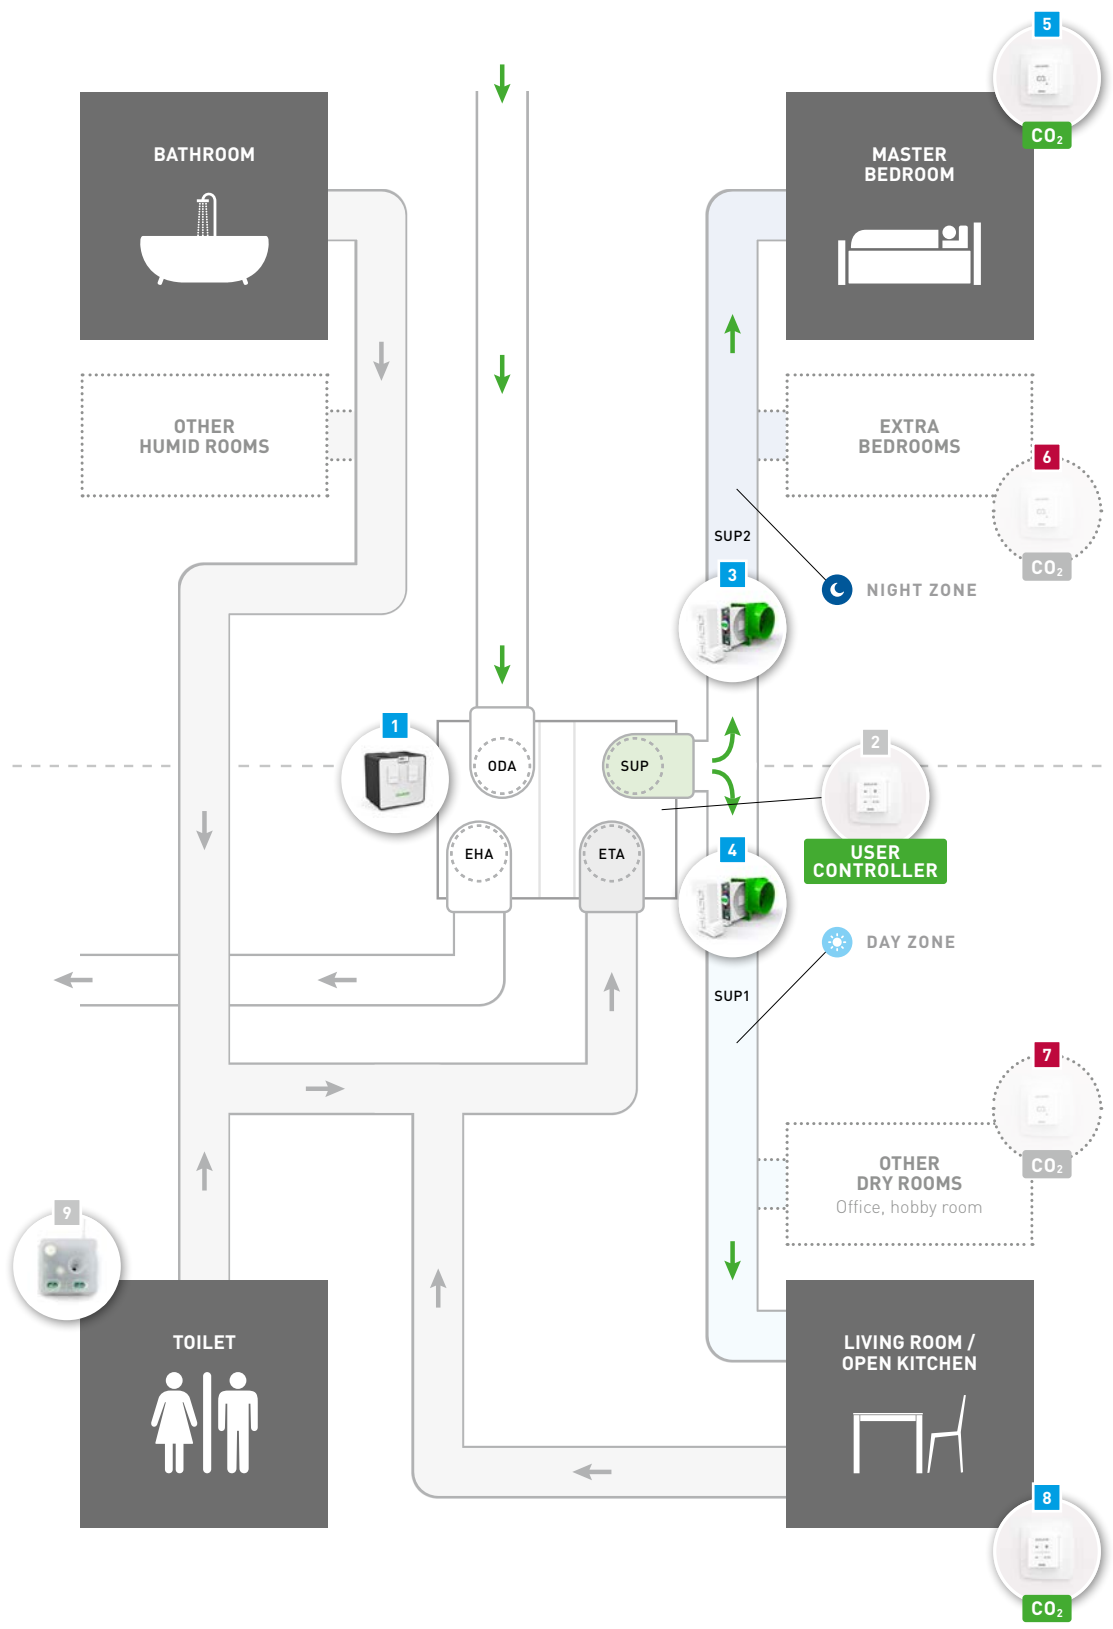 5
CO₂
BATHROOM
MASTER
BEDROOM
OTHER
HUMID ROOMS
EXTRA
BEDROOMS
6
CO₂
SUP2
3
NIGHT ZONE
1
2
ODA
SUP
EHA
ETA
4
USER
CONTROLLER
DAY ZONE
SUP1
7
CO₂
OTHER
DRY ROOMS
Office, hobby room
9
TOILET
LIVING ROOM /
OPEN KITCHEN
8
CO₂